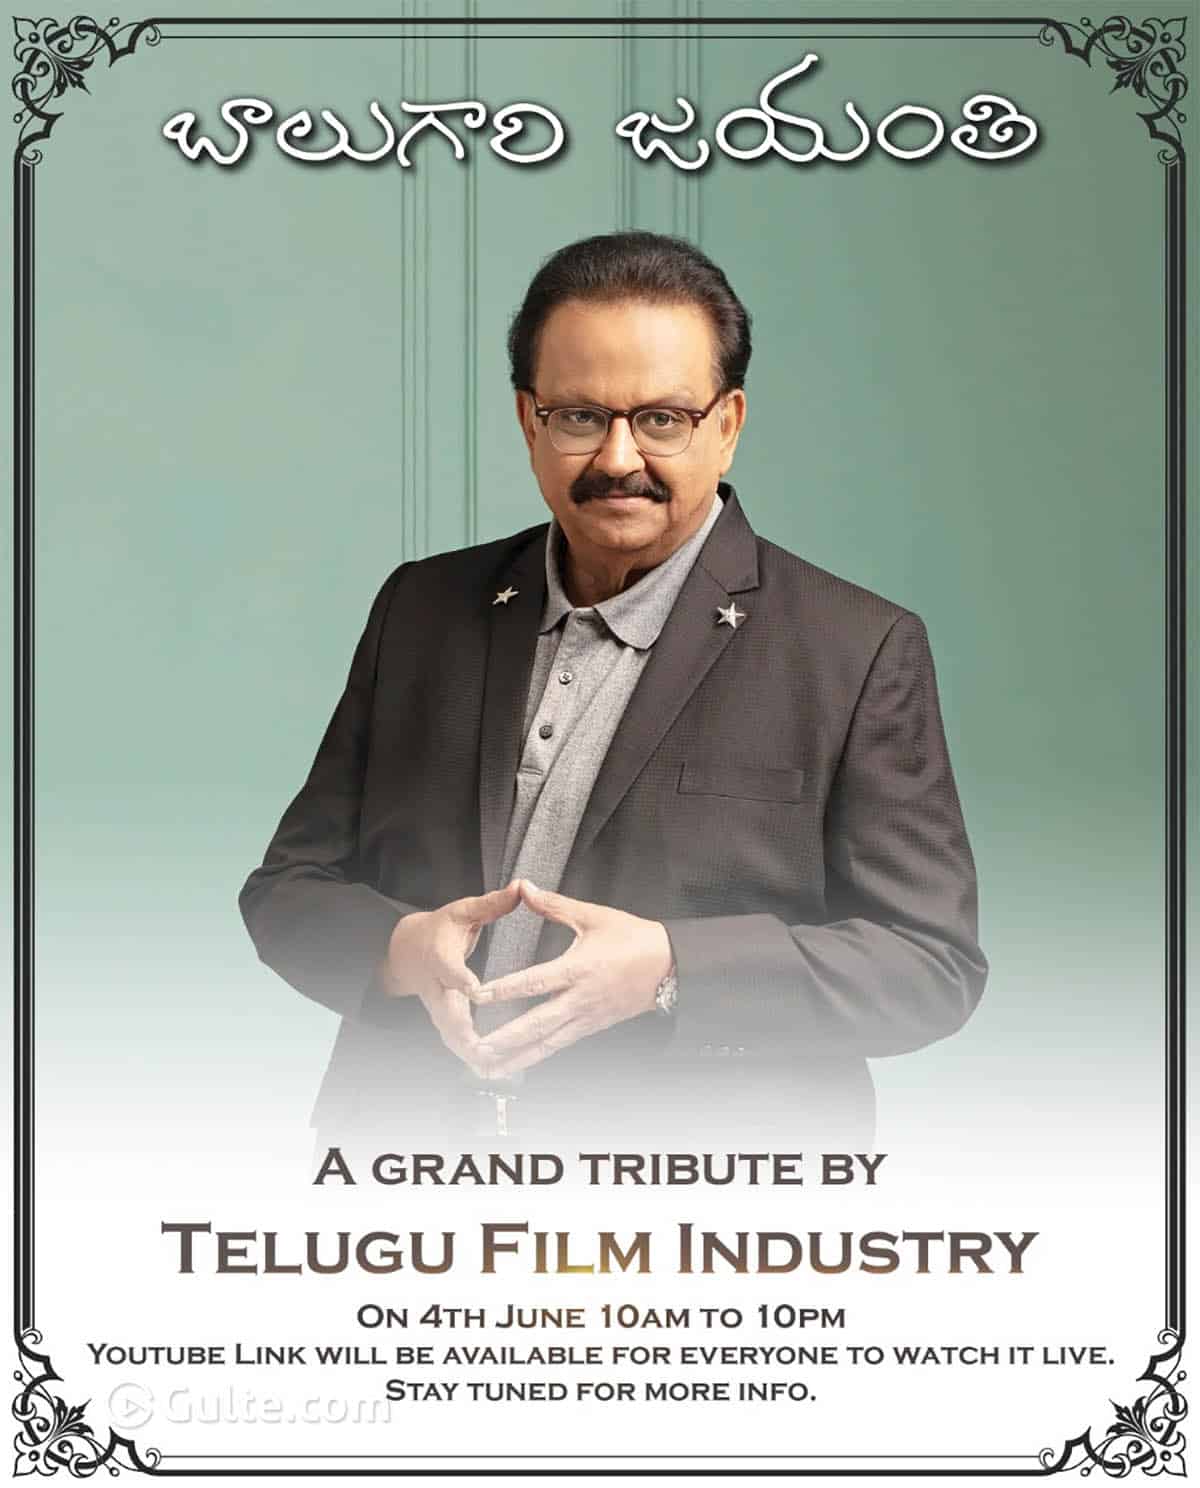 బాలుగారి జయంతి
A GRAND TRIBUTE BY
TELUGU FILM INDUSTRY
ON 4TH JUNE 10AM TO 10PM
YOUTUBE LINK WILL BE AVAILABLE FOR EVERYONE TO WATCH IT LIVE.
STAY TUNED FOR MORE INFO.
Gulte.com